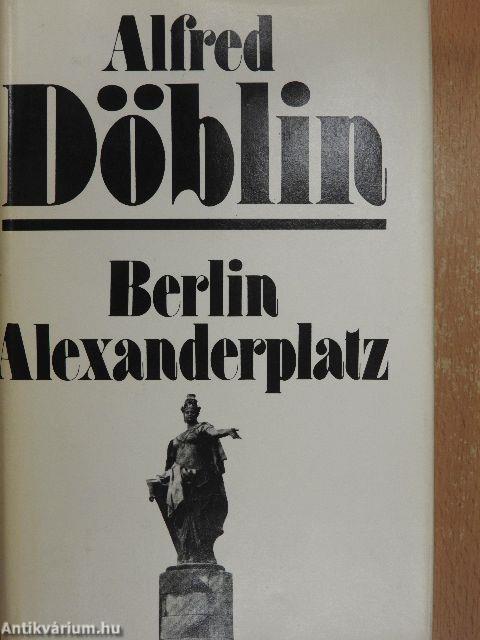 Alfred
Döblin
Berlin
Alexanderplatz
Antikvárium.hu